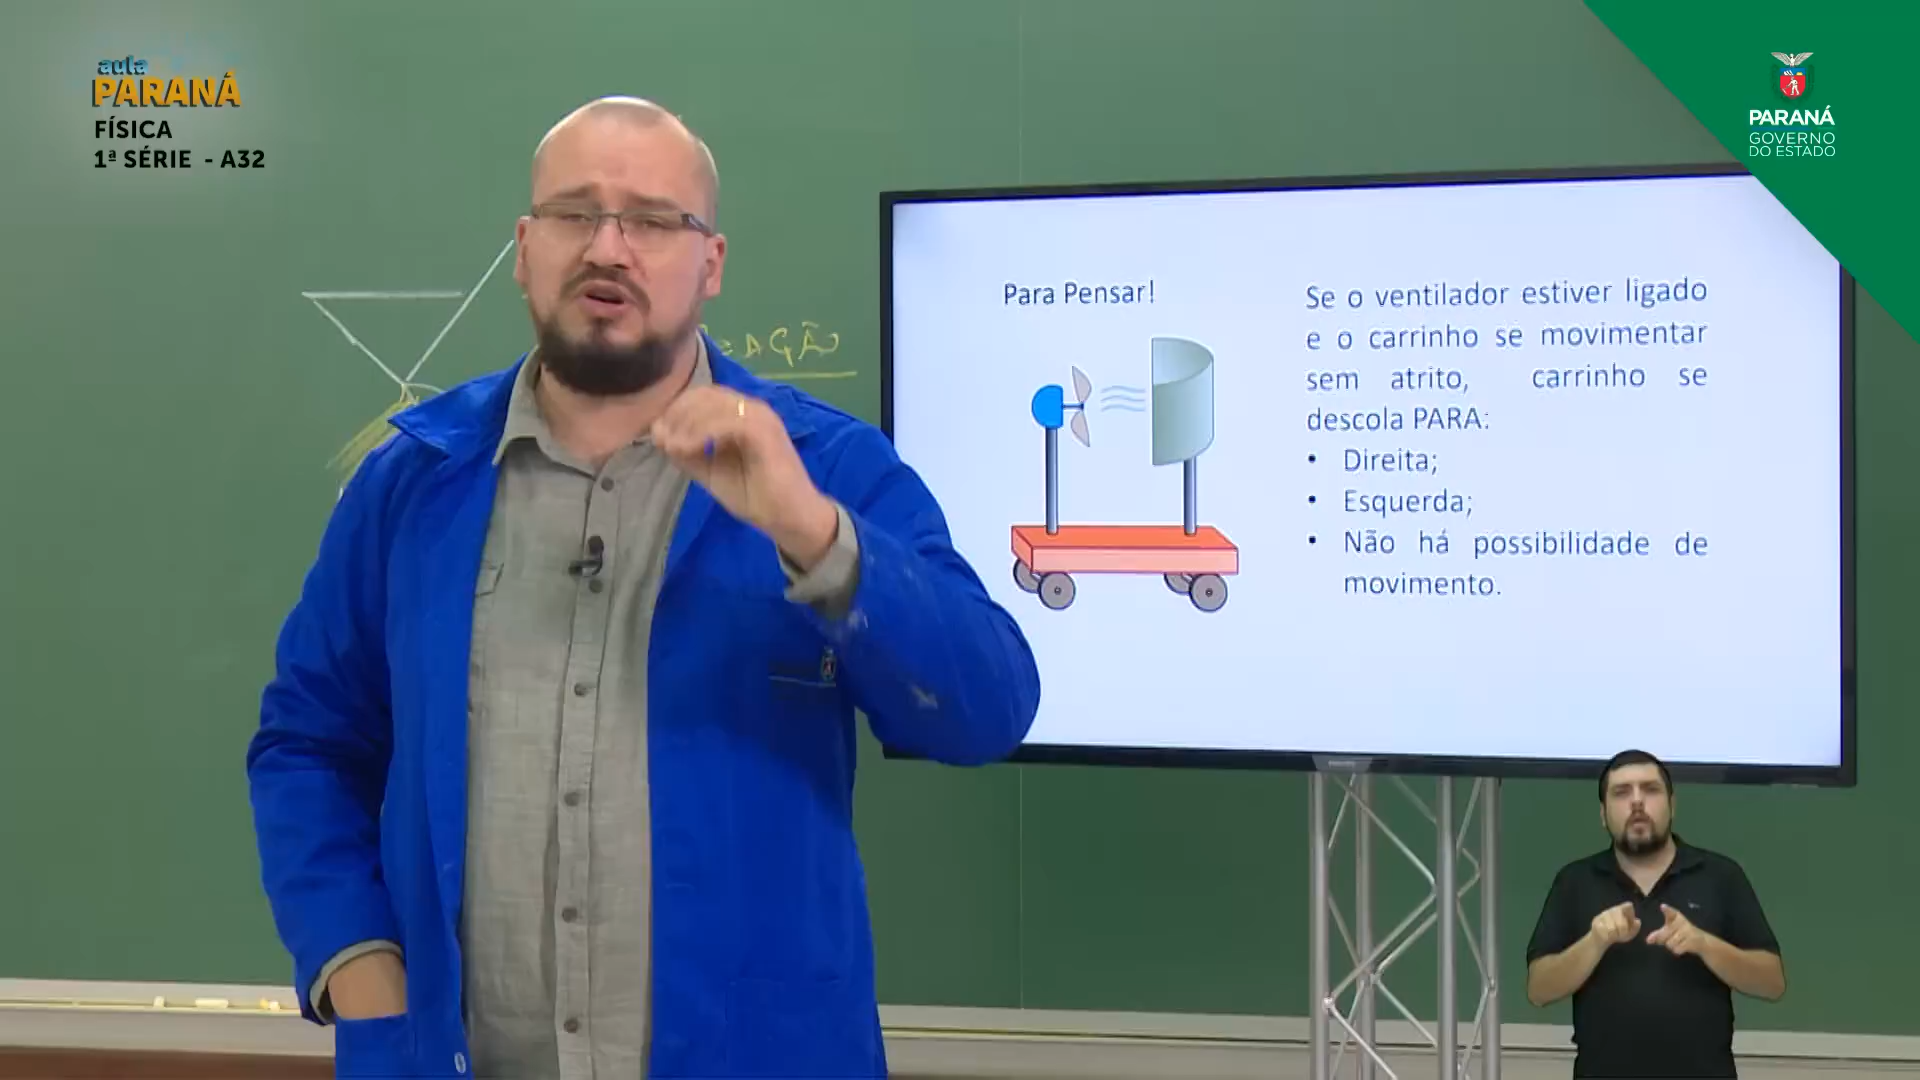 aula
PARANÁ
FÍSICA
1ª SÉRIE - A32
PARANÁ
GOVERNO
DO ESTADO
Para Pensar!
Se o ventilador estiver ligado
e o carrinho se movimentar
sem atrito, carrinho se
descola PARA:
• Direita;
• Esquerda;
• Não há possibilidade de
movimento.